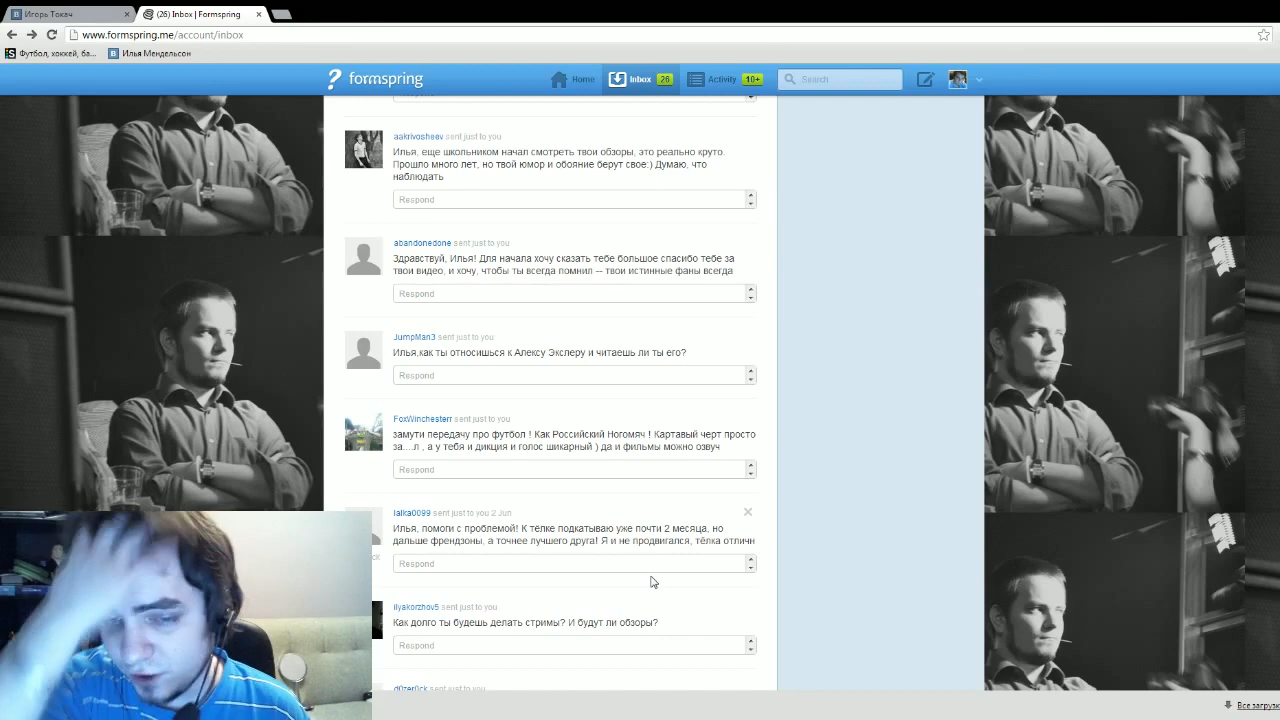 Игорь Токач
(26) Inbox | Formspring
www.formspring.me/account/inbox
Футбол, хоккей, ба...
Илья Мендельсон
formspring
Home
Inbox 26
Activity 10+
Search
Respond
aakrivosheev sent just to you
Илья, еще школьником начал смотреть твои обзоры, это реально круто.
Прошло много лет, но твой юмор и обояние берут свое:) Думаю, что
наблюдать
Respond
abandonedone sent just to you
Здравствуй, Илья! Для начала хочу сказать тебе большое спасибо тебе за
твои видео, и хочу, чтобы ты всегда помнил -- твои истинные фаны всегда
Respond
JumpMan3 sent just to you
Илья,как ты относишься к Алексу Экслеру и читаешь ли ты его?
Respond
FoxWinchesterr sent just to you
замути передачу про футбол ! Как Российский Ногомяч ! Картавый черт просто
за....л , а у тебя и дикция и голос шикарный ) да и фильмы можно озвуч
Respond
lalka0099 sent just to you 2 Jun
Илья, помоги с проблемой! К тёлке подкатываю уже почти 2 месяца, но
дальше френдзоны, а точнее лучшего друга! Я и не продвигался, тёлка отличн
Respond
ilyakorzhov5 sent just to you
Как долго ты будешь делать стримы? И будут ли обзоры?
Respond
d0zer0ck sent just to you
Все загрузк